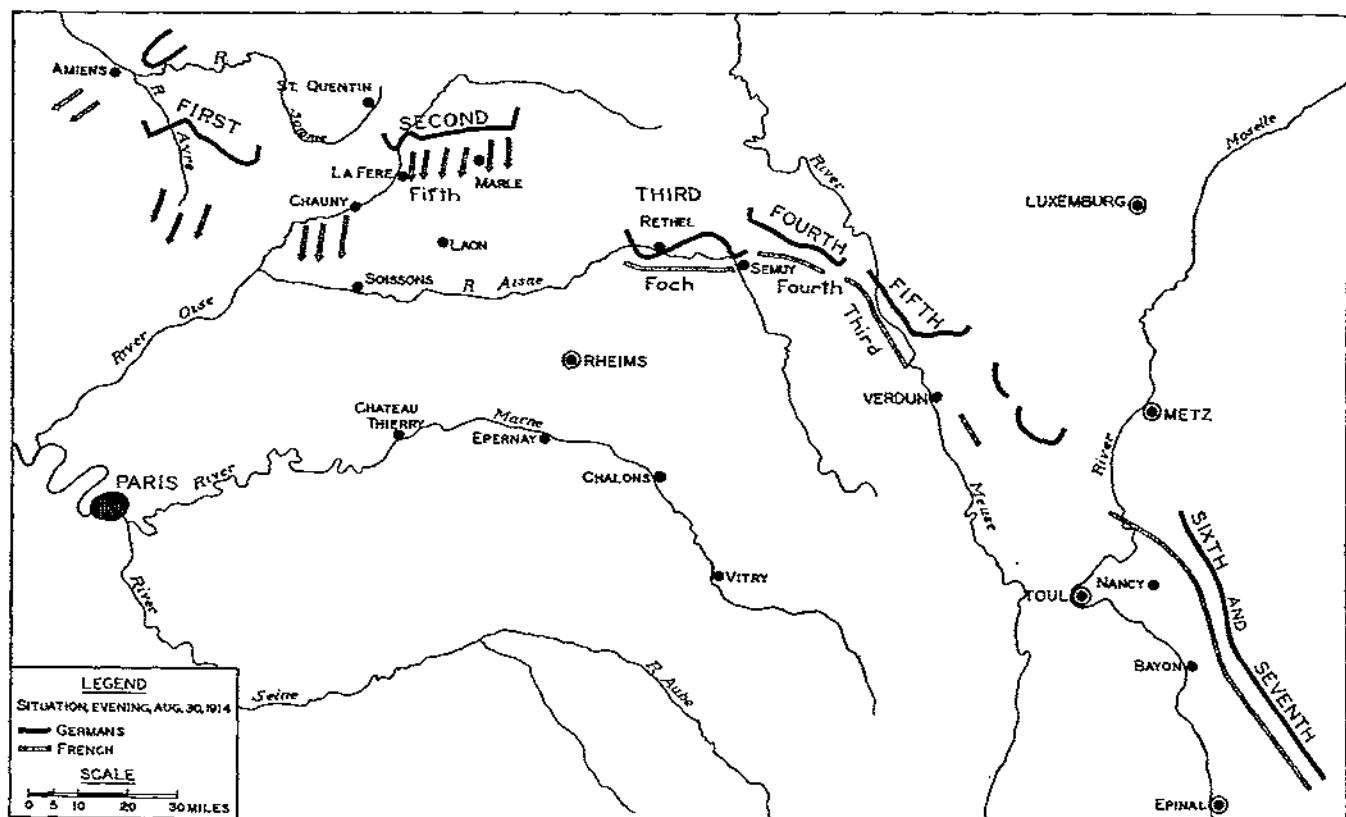 AMIENS
R
Somme
ST. QUENTIN
R
Avre
FIRST
SECOND
LA FERE
Fifth
MARLE
CHAUNY
LAON
SOISSONS
R Aisne
River Oise
THIRD
RETHEL
Foch
SEMUY
FOURTH
Fourth
River
FIFTH
Third
VERDUN
Meuse
LUXEMBURG
Moselle
River
METZ
RHEIMS
CHATEAU
THIERRY
EPERNAY
Marne
River
CHALONS
VITRY
PARIS
River
Seine
R Aube
TOUL
NANCY
BAYON
EPINAL
SIXTH
AND
SEVENTH
LEGEND
SITUATION, EVENING, AUG. 30, 1914
GERMANS
FRENCH
SCALE
0 5 10 20 30 MILES